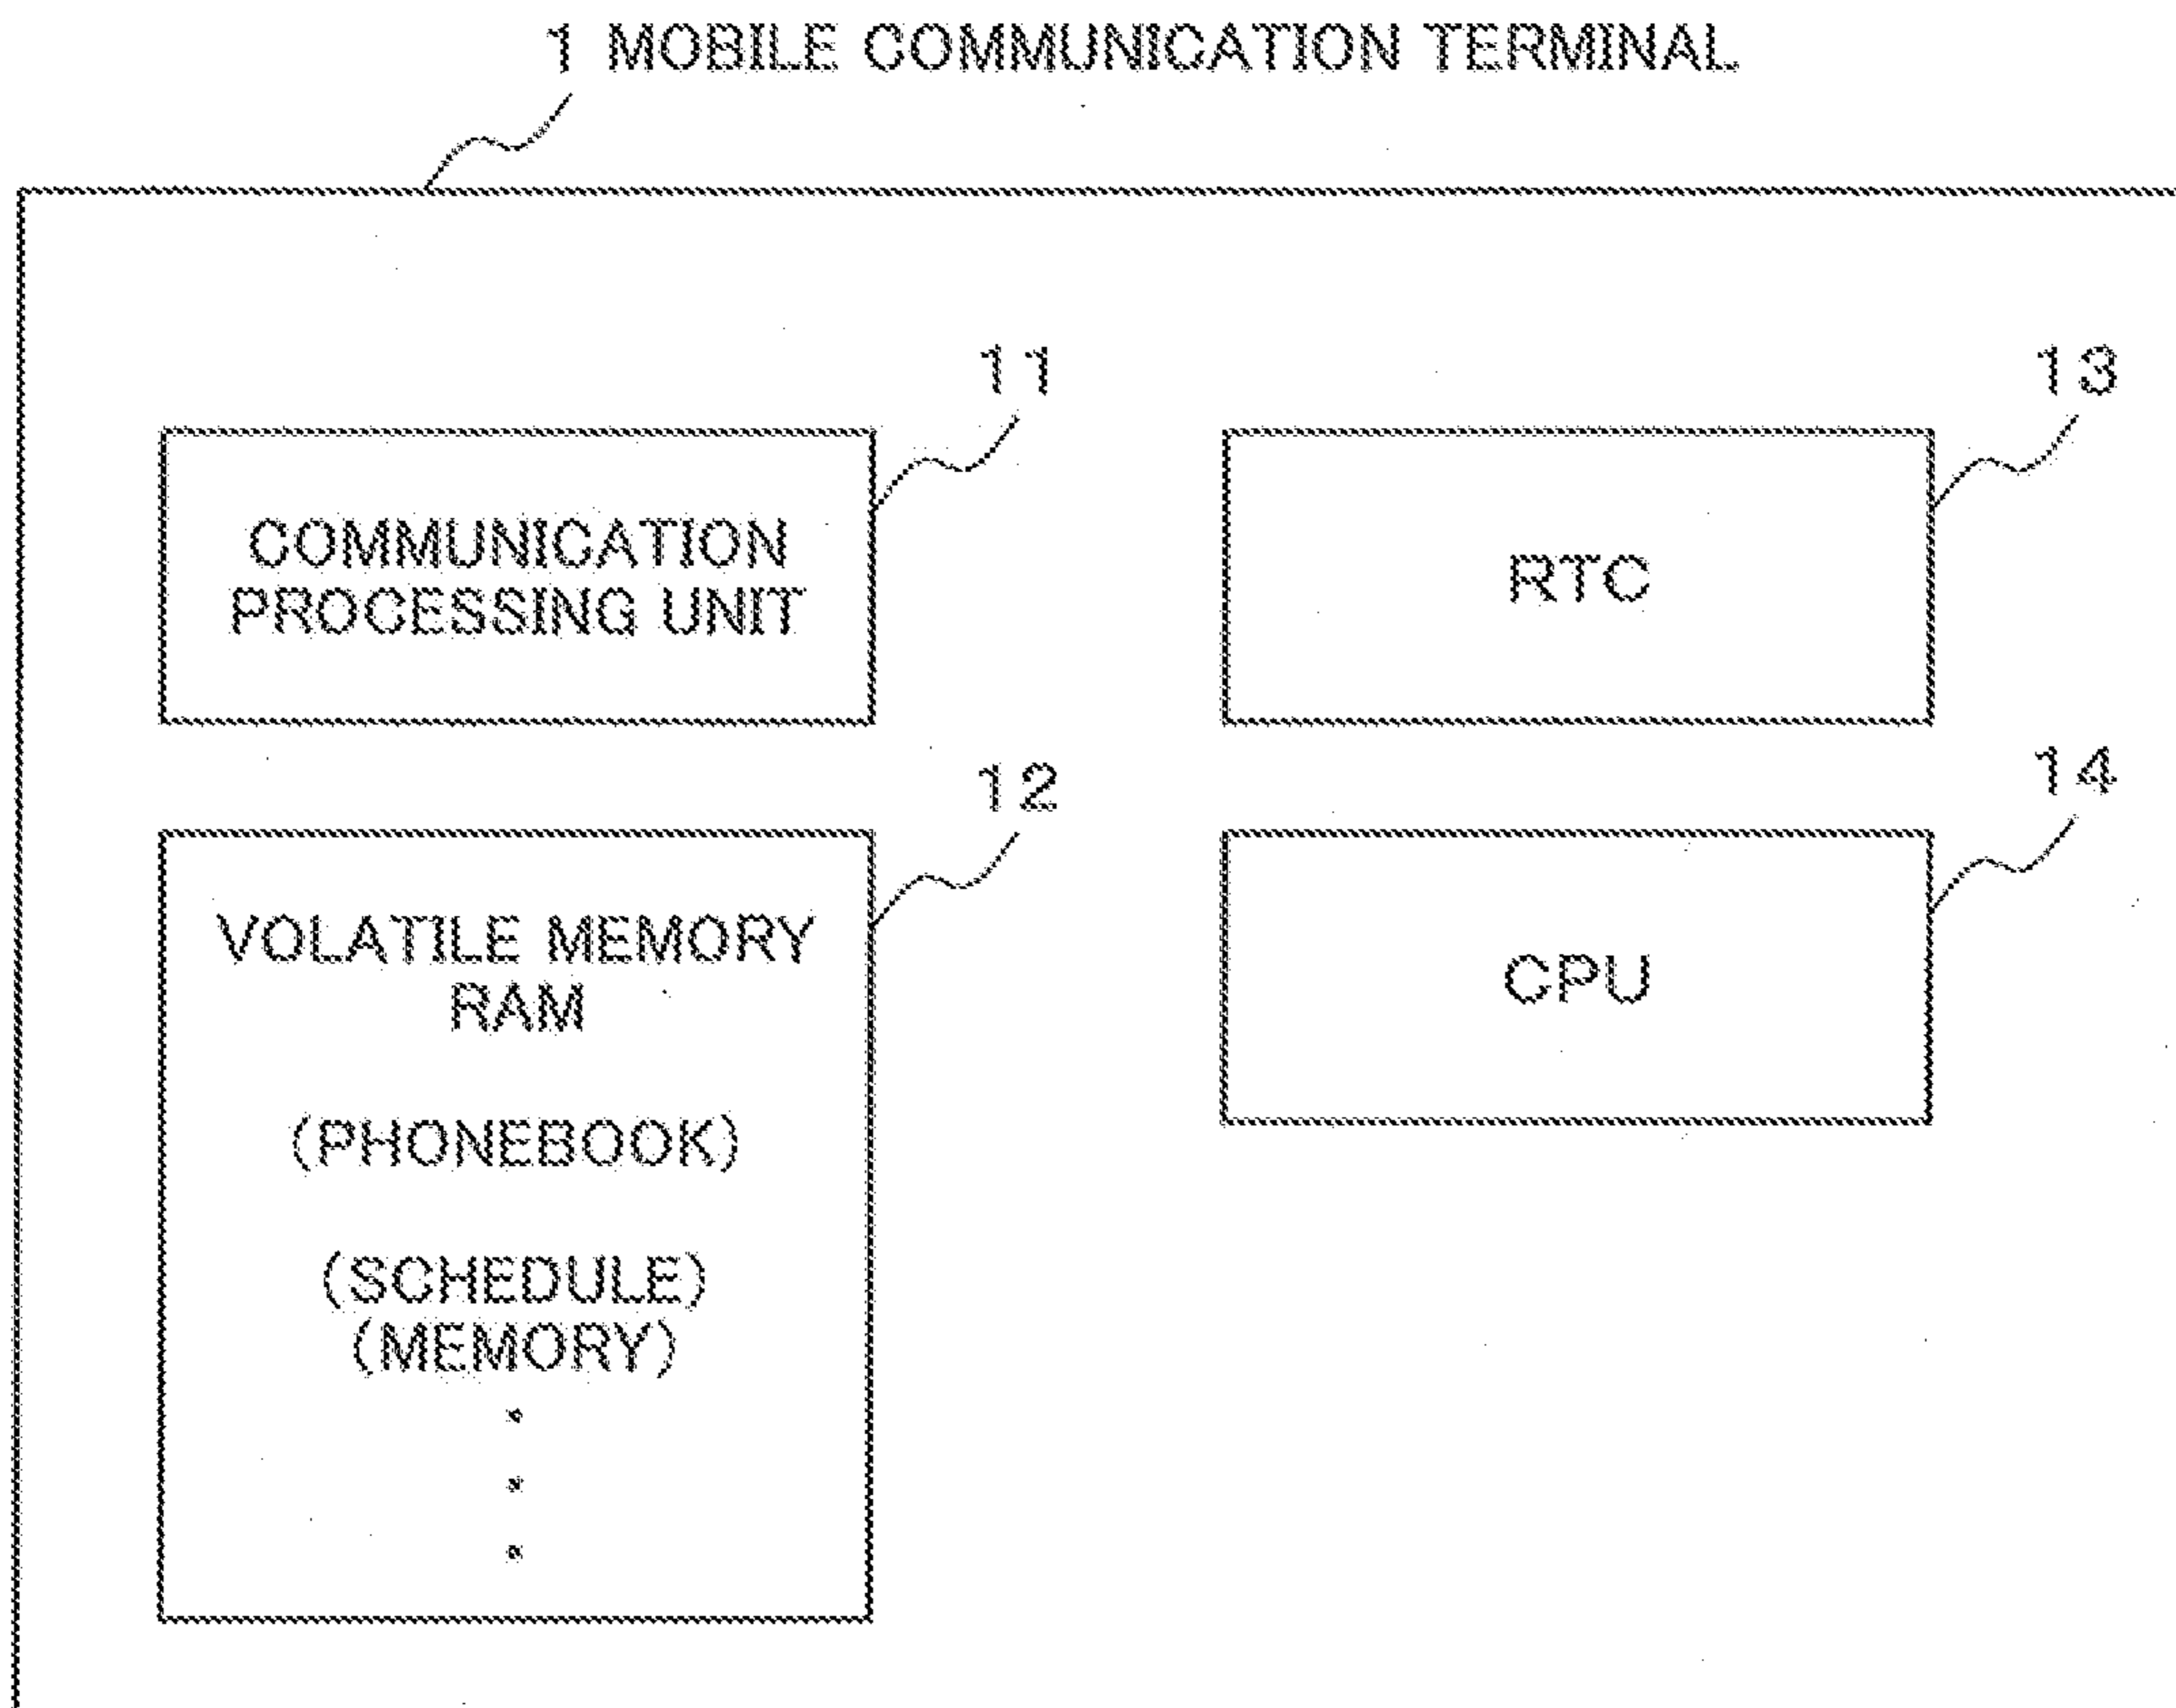 1 MOBILE COMMUNICATION TERMINAL
11
COMMUNICATION
PROCESSING UNIT
13
RTC
12
VOLATILE MEMORY
RAM
(PHONEBOOK)
(SCHEDULE)
(MEMORY)
14
CPU